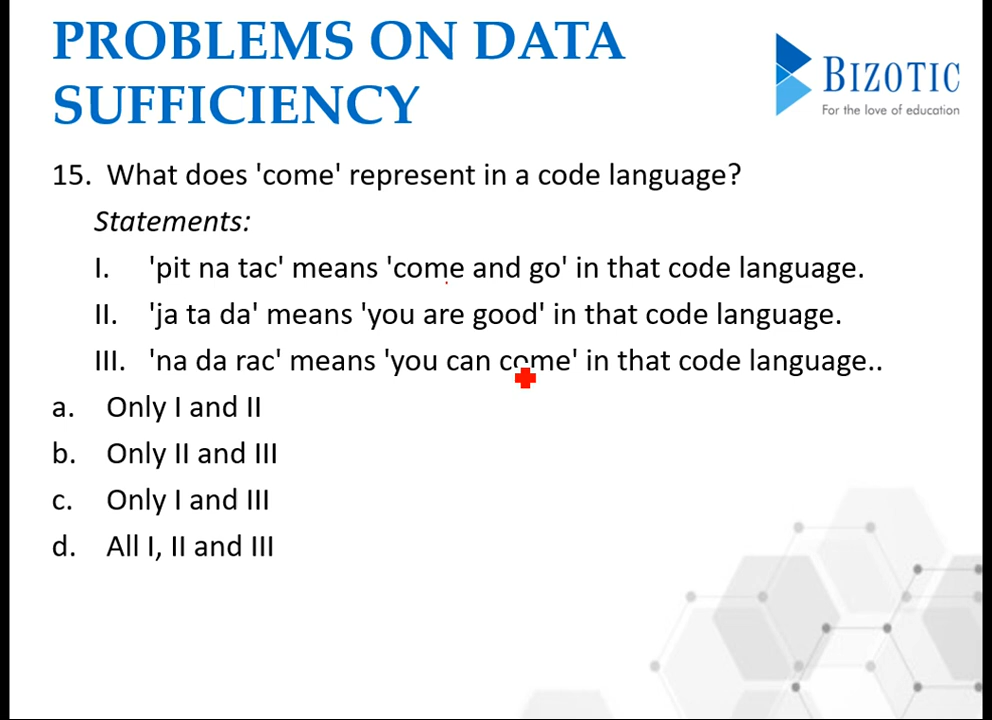 PROBLEMS ON DATA
SUFFICIENCY
BIZOTIC
For the love of education
15. What does 'come' represent in a code language?
Statements:
I. 'pit na tac' means 'come and go' in that code language.
II. 'ja ta da' means 'you are good' in that code language.
III. 'na da rac' means 'you can come' in that code language..
a. Only I and II
b. Only II and III
c. Only I and III
d. All I, II and III